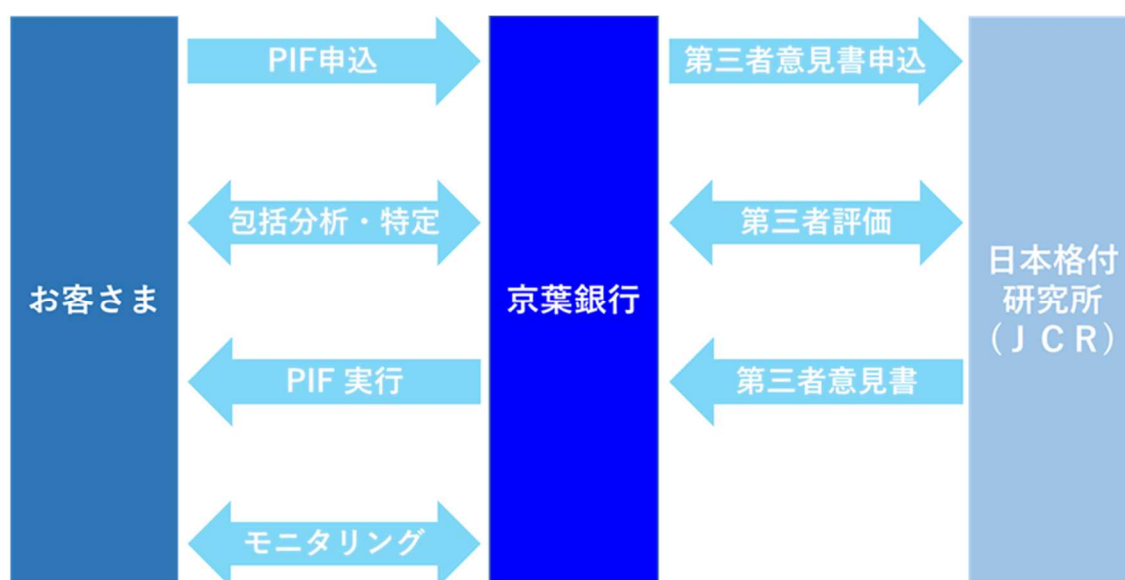 PIF申込
第三者意見書申込
包括分析・特定
第三者評価
お客さま
京葉銀行
日本格付
研究所
（ＪＣＲ）
PIF 実行
第三者意見書
モニタリング